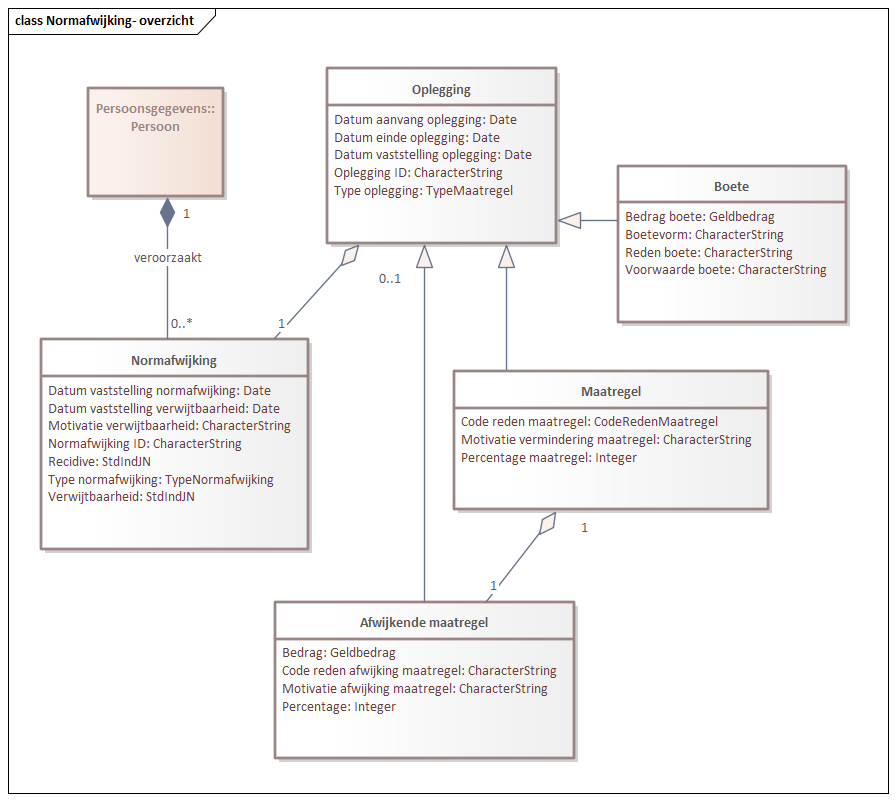 class Normafwijking- overzicht
Persoonsgegevens::
Persoon
1
veroorzaakt
0..*
Oplegging
Datum aanvang oplegging: Date
Datum einde oplegging: Date
Datum vaststelling oplegging: Date
Oplegging ID: CharacterString
Type oplegging: TypeMaatregel
0..1
1
Boete
Bedrag boete: Geldbedrag
Boetevorm: CharacterString
Reden boete: CharacterString
Voorwaarde boete: CharacterString
Normafwijking
Datum vaststelling normafwijking: Date
Datum vaststelling verwijtbaarheid: Date
Motivatie verwijtbaarheid: CharacterString
Normafwijking ID: CharacterString
Recidive: StdIndJN
Type normafwijking: TypeNormafwijking
Verwijtbaarheid: StdIndJN
Maatregel
Code reden maatregel: CodeRedenMaatregel
Motivatie vermindering maatregel: CharacterString
Percentage maatregel: Integer
1
1
Afwijkende maatregel
Bedrag: Geldbedrag
Code reden afwijking maatregel: CharacterString
Motivatie afwijking maatregel: CharacterString
Percentage: Integer